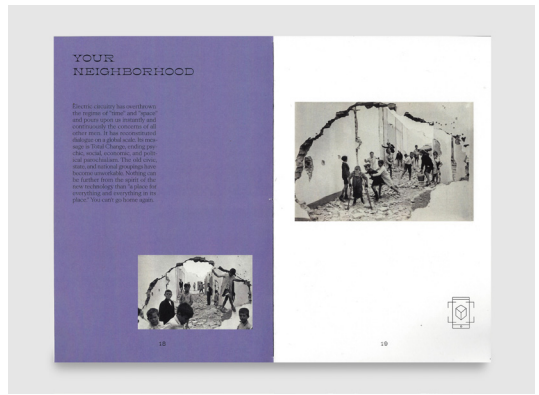 YOUR
NEIGHBORHOOD
Electric circuitry has overthrown
the regime of "time" and "space"
and pours upon us instantly and
continuously the concerns of all
other men. It has reconstituted
dialogue on a global scale. Its mes-
sage is Total Change, ending psy-
chic, social, economic, and polit-
ical parochialism. The old civic,
state, and national groupings have
become unworkable. Nothing can
be further from the spirit of the
new technology than "a place for
everything and everything in its
place." You can't go home again.
18
19